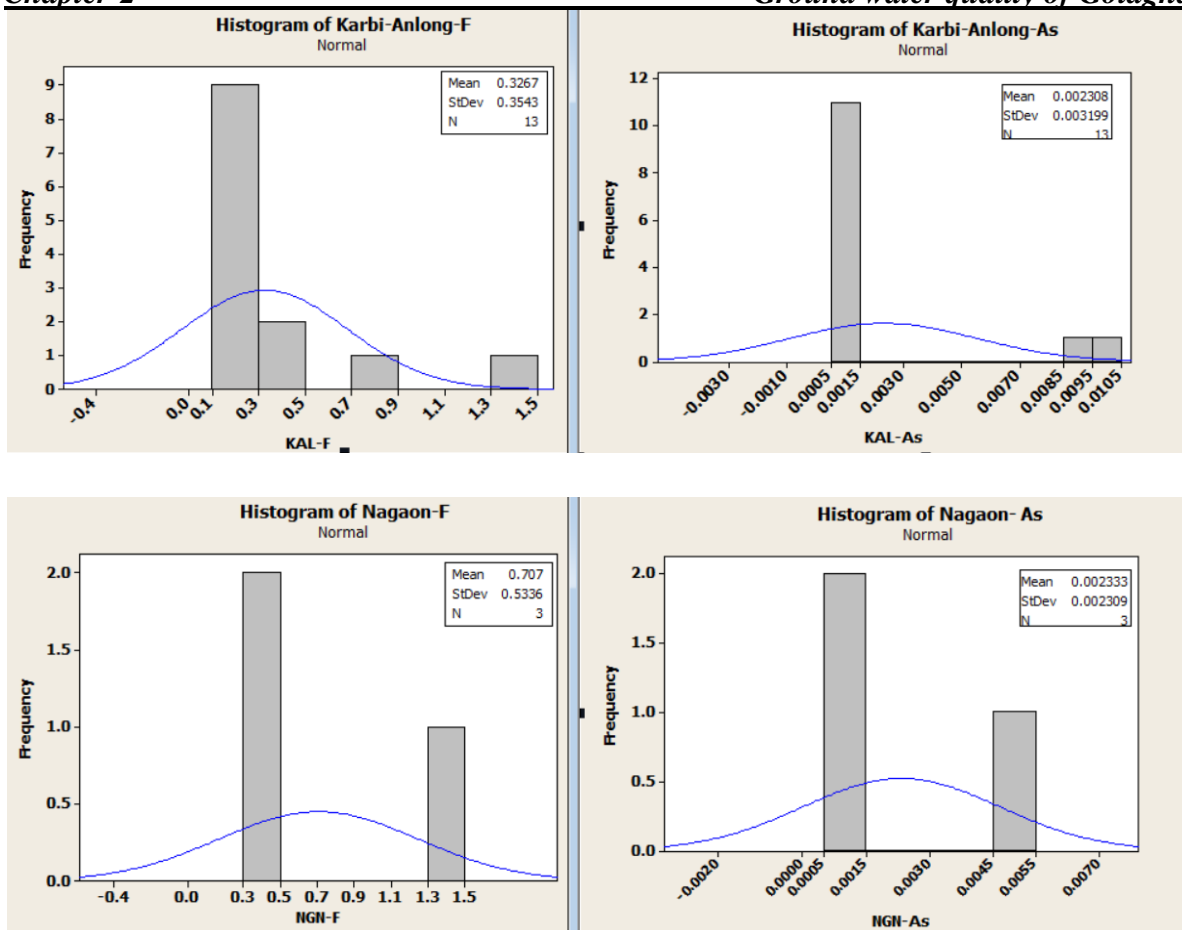 Chapter-2 Ground water quality of
Histogram of Karbi-Anlong-F
Normal
Mean 0.3267
StDev 0.3543
N 13
9
8
7
6
5
4
3
2
1
0
Frequency
-0.4 0.0 0.1 0.3 0.5 0.7 0.9 1.1 1.3 1.5
KAL-F
Histogram of Karbi-Anlong-As
Normal
Mean 0.002308
StDev 0.003199
N 13
12
10
8
6
4
2
0
Frequency
-0.0030 -0.0010 0.0005 0.0015 0.0030 0.0050 0.0070 0.0085 0.0095 0.0105
KAL-As
Histogram of Nagaon-F
Normal
Mean 0.707
StDev 0.5336
N 3
2.0
1.5
1.0
0.5
0.0
Frequency
-0.4 0.0 0.3 0.5 0.7 0.9 1.1 1.3 1.5
NGN-F
Histogram of Nagaon- As
Normal
Mean 0.002333
StDev 0.002309
N 3
2.0
1.5
1.0
0.5
0.0
Frequency
-0.0020 0.0000 0.0005 0.0015 0.0030 0.0045 0.0055 0.0070
NGN-As